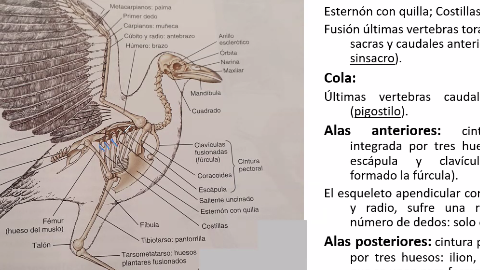 Metacarpianos: palma
Primer dedo
Carpianos: muñeca
Cúbito y radio: antebrazo
Húmero: brazo
Anillo
esclerótico
Órbita
Narina
Maxilar
Mandíbula
Cuadrado
Clavículas
fusionadas
(fúrcula)
Cintura
pectoral
Coracoides
Escápula
Saliente uncinado
Esternón con quilla
Costillas
Fémur
(hueso del muslo)
Fíbula
Tibiotarso: pantorrilla
Talón
Tarsometatarso: huesos
plantares fusionados
Esternón con quilla; Costillas
Fusión últimas vertebras tora
sacras y caudales anteri
sinsacro).
Cola:
Últimas vertebras caudal
(pigostilo).
Alas anteriores: cint
integrada por tres hue
escápula y clavícul
formado la fúrcula).
El esqueleto apendicular co
y radio, sufre una r
número de dedos: solo
Alas posteriores: cintura p
por tres huesos: ilion,